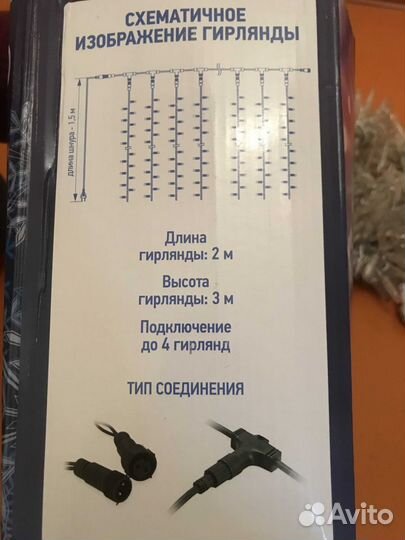 СХЕМАТИЧНОЕ
ИЗОБРАЖЕНИЕ ГИРЛЯНДЫ
длина шнура - 1,5 м
Длина
гирлянды: 2 м
Высота
гирлянды: 3 м
Подключение
до 4 гирлянд
ТИП СОЕДИНЕНИЯ
Avito